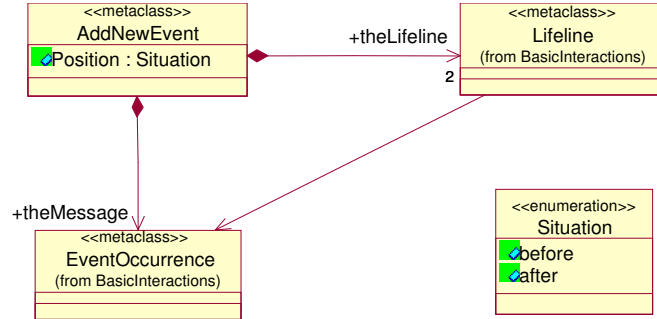 <<metaclass>>
AddNewEvent
Position : Situation
+theLifeline
<<metaclass>>
Lifeline
(from BasicInteractions)
2
+theMessage
<<metaclass>>
EventOccurrence
(from BasicInteractions)
<<enumeration>>
Situation
before
after